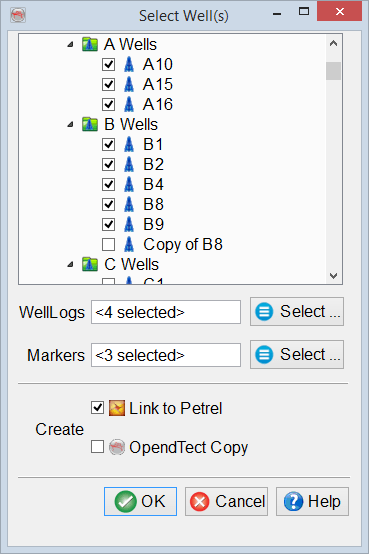 Select Well(s)
A Wells
A10
A15
A16
B Wells
B1
B2
B4
B8
B9
Copy of B8
C Wells
C1
WellLogs <4 selected> Select ...
Markers <3 selected> Select ...
Link to Petrel
Create
OpendTect Copy
OK Cancel Help